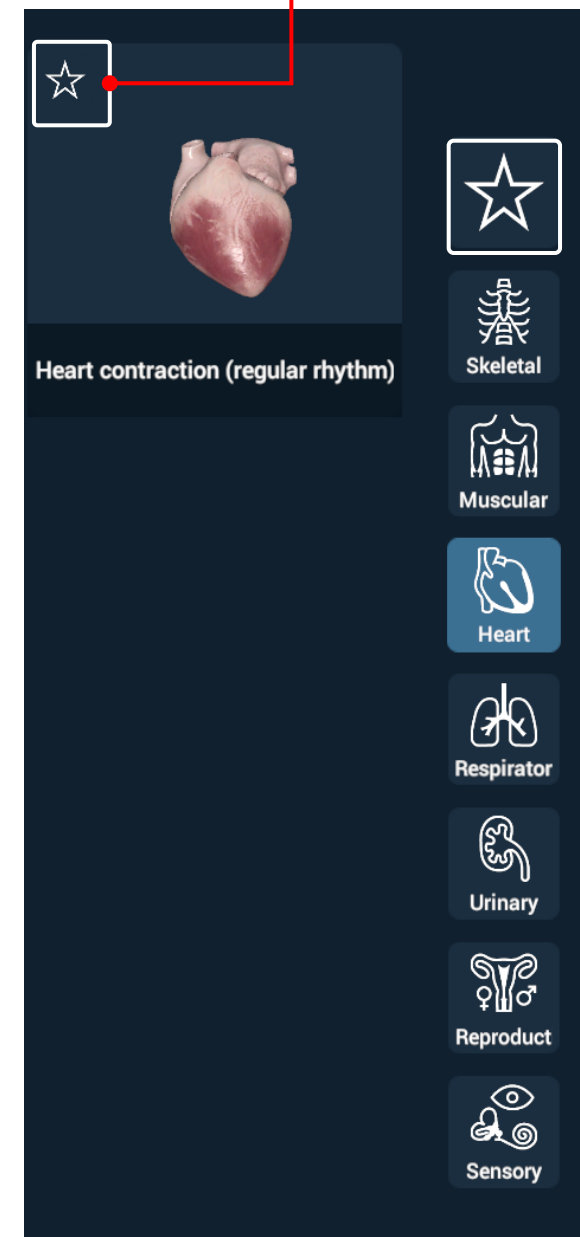 Heart contraction (regular rhythm)
Skeletal
Muscular
Heart
Respirator
Urinary
Reproduct
Sensory